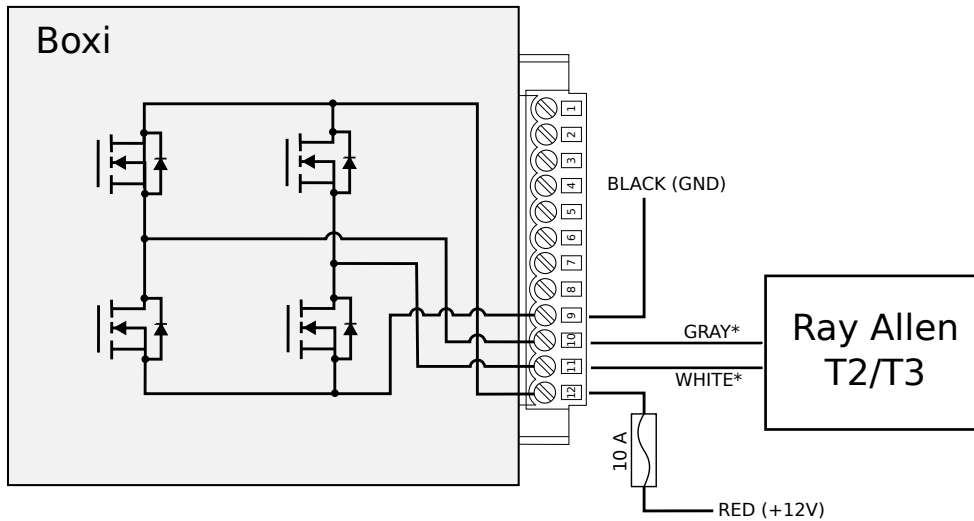 Boxi
1
2
3
4
5
6
7
8
9
10
11
12
BLACK (GND)
GRAY*
WHITE*
Ray Allen
T2/T3
10 A
RED (+12V)